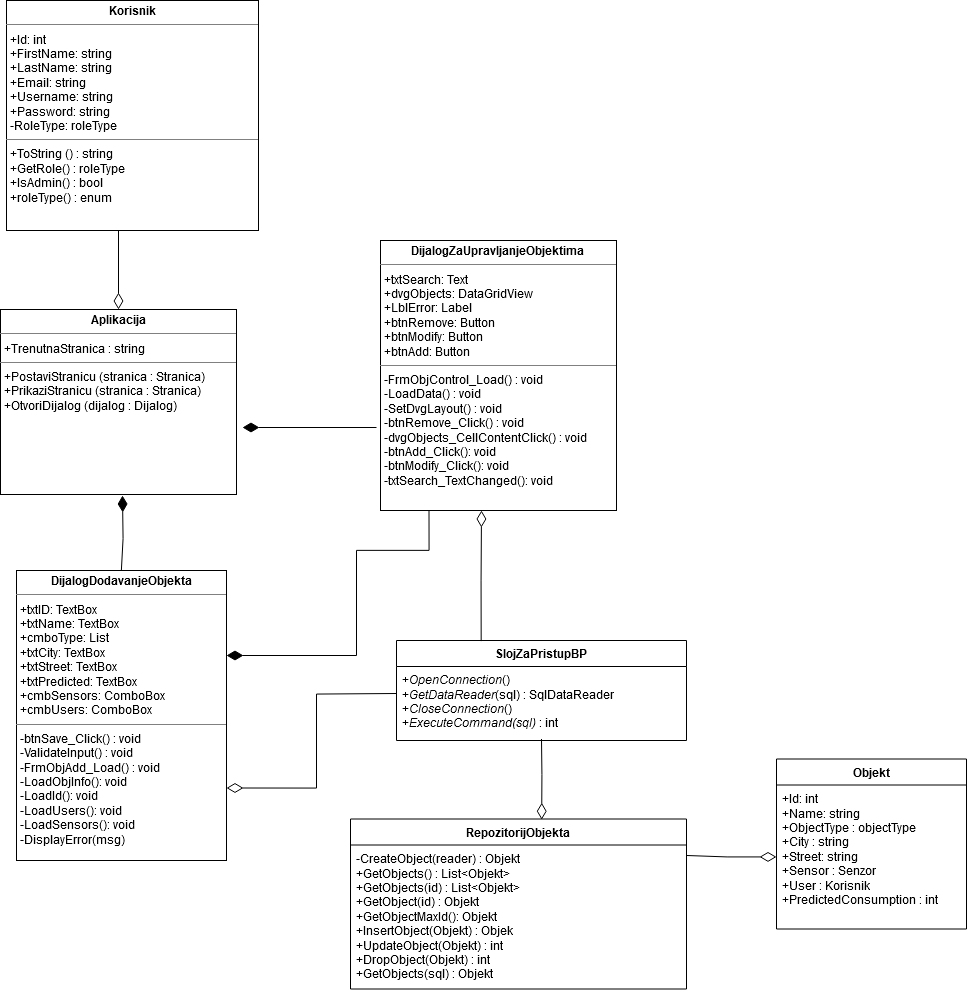 Korisnik
+Id: int
+FirstName: string
+LastName: string
+Email: string
+Username: string
+Password: string
-RoleType: roleType
+ToString () : string
+GetRole() : roleType
+IsAdmin() : bool
+roleType() : enum
Aplikacija
+TrenutnaStranica : string
+PostaviStranicu (stranica : Stranica)
+PrikaziStranicu (stranica : Stranica)
+OtvoriDijalog (dijalog : Dijalog)
DijalogZaUpravljanjeObjektima
+txtSearch: Text
+dvgObjects: DataGridView
+LblError: Label
+btnRemove: Button
+btnModify: Button
+btnAdd: Button
-FrmObjControl_Load() : void
-LoadData() : void
-SetDvgLayout() : void
-btnRemove_Click() : void
-dvgObjects_CellContentClick() : void
-btnAdd_Click(): void
-btnModify_Click() : void
-txtSearch_TextChanged(): void
DijalogDodavanjeObjekta
+txtID: TextBox
+txtName: TextBox
+cmboType: List
+txtCity: TextBox
+txtStreet: TextBox
+txtPredicted: TextBox
+cmbSensors: ComboBox
+cmbUsers: ComboBox
-btnSave_Click() : void
-ValidateInput() : void
-FrmObjAdd_Load() : void
-LoadObjInfo(): void
-LoadId(): void
-LoadUsers(): void
-LoadSensors(): void
-DisplayError(msg)
SlojZaPristupBP
+OpenConnection()
+GetDataReader(sql) : SqlDataReader
+CloseConnection()
+ExecuteCommand(sql) : int
RepozitorijObjekta
-CreateObject(reader) : Objekt
+GetObjects() : List<Objekt>
+GetObjects(id) : List<Objekt>
+GetObject(id) : Objekt
+GetObjectMaxId(): Objekt
+InsertObject(Objekt) : Objek
+UpdateObject(Objekt) : int
+DropObject(Objekt) : int
+GetObjects(sql) : Objekt
Objekt
+Id: int
+Name: string
+ObjectType : objectType
+City : string
+Street: string
+Sensor : Senzor
+User : Korisnik
+PredictedConsumption : int